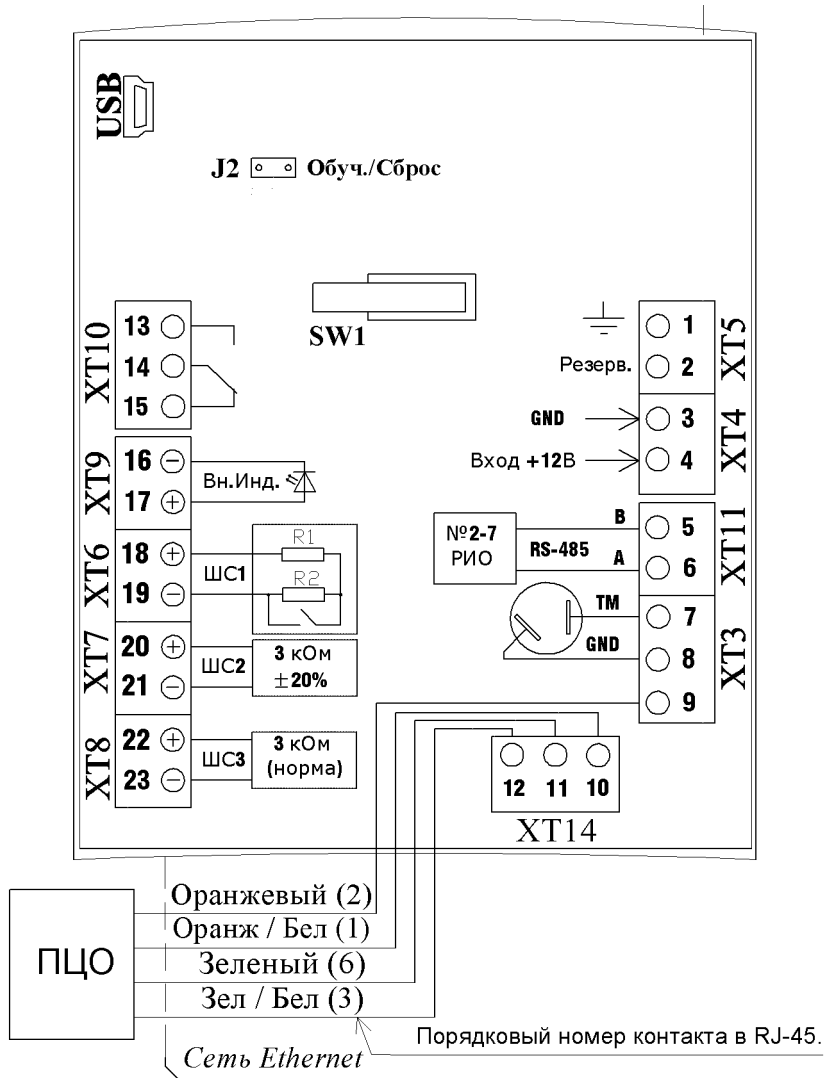 USB
J2 Обуч./Сброс
SW1
XT10
13
14
15
XT9
16
17
Вн.Инд.
XT6
18
19
ШС1
R1
R2
XT7
20
21
ШС2
3 кОм
±20%
XT8
22
23
ШС3
3 кОм
(норма)
1
2
XT5
Резерв.
3
4
XT4
GND
Вход +12В
5
6
XT11
№2-7
РИО
RS-485
B
A
7
8
9
XT3
TM
GND
12 11 10
XT14
ПЦО
Оранжевый (2)
Оранж / Бел (1)
Зеленый (6)
Зел / Бел (3)
Порядковый номер контакта в RJ-45.
Сеть Ethernet